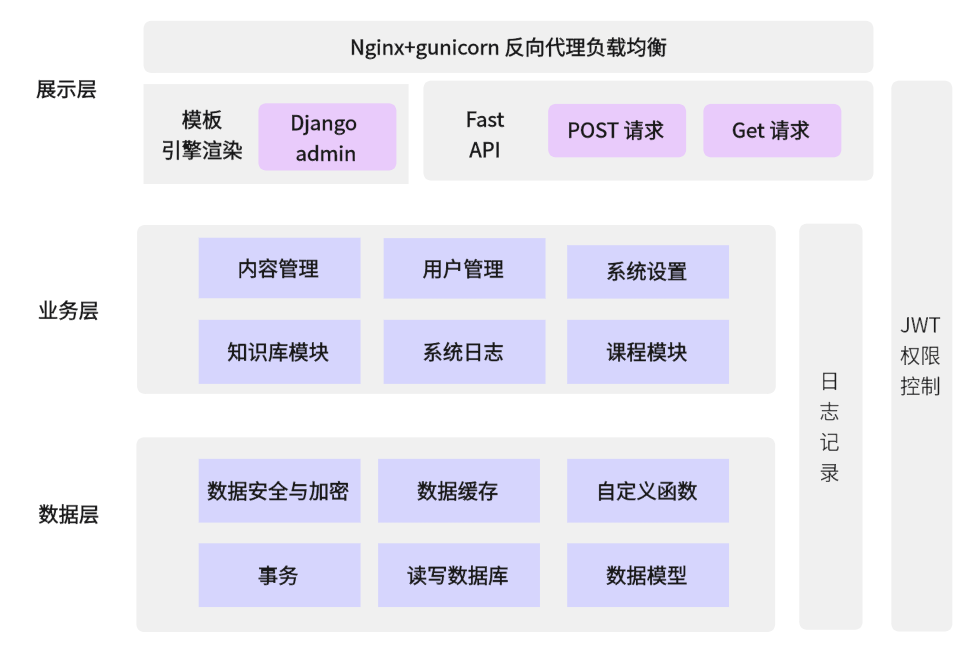 Nginx+gunicorn 反向代理负载均衡
展示层
模板
引擎渲染
Django
admin
Fast
API
POST 请求
Get 请求
业务层
内容管理
用户管理
系统设置
知识库模块
系统日志
课程模块
数据层
数据安全与加密
数据缓存
自定义函数
事务
读写数据库
数据模型
日
志
记
录
JWT
权限
控制